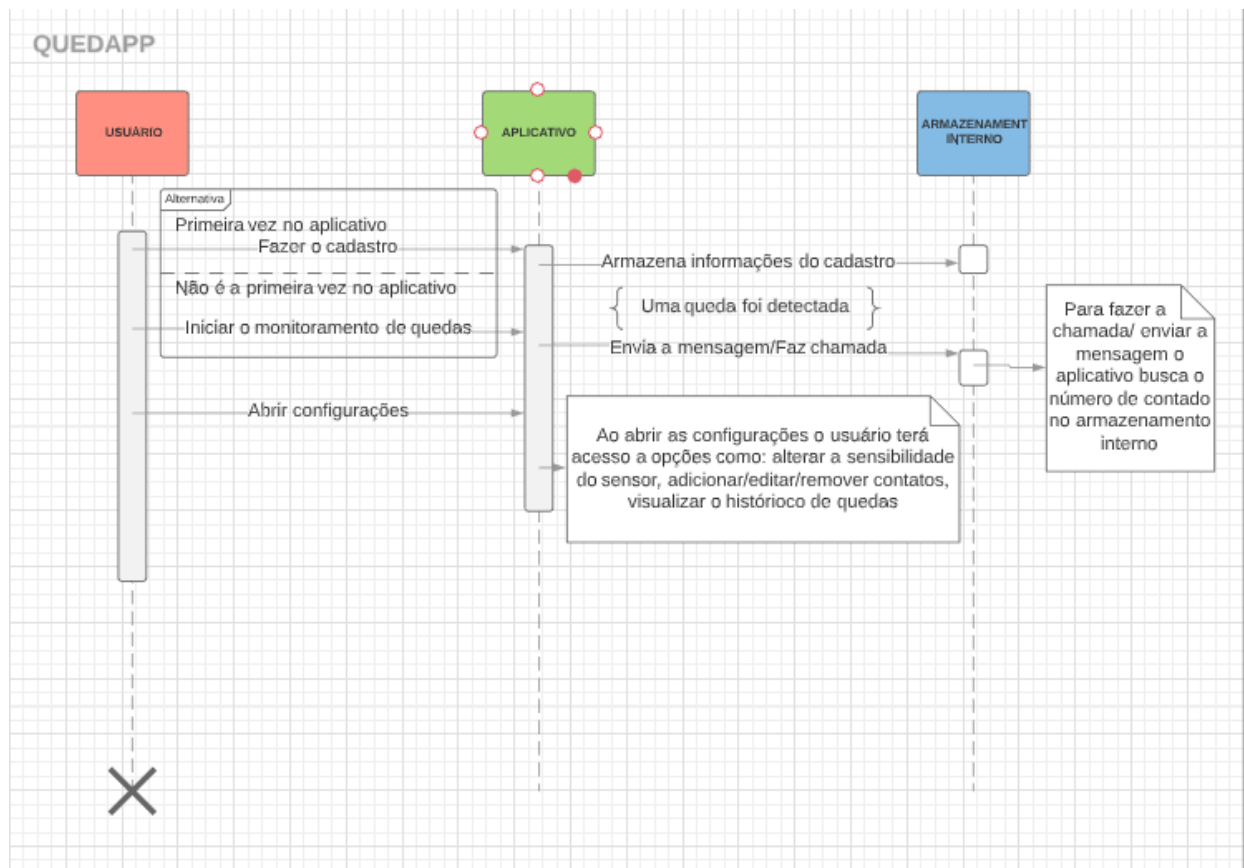 QUEDAPP
USUÁRIO
APLICATIVO
ARMAZENAMENT
INTERNO
Alternativa
Primeira vez no aplicativo
Fazer o cadastro
Armazena informações do cadastro
Não é a primeira vez no aplicativo
Uma queda foi detectada
Iniciar o monitoramento de quedas
Envia a mensagem/Faz chamada
Para fazer a
chamada/ enviar a
mensagem o
aplicativo busca o
número de contado
no armazenamento
interno
Abrir configurações
Ao abrir as configurações o usuário terá
acesso a opções como: alterar a sensibilidade
do sensor, adicionar/editar/remover contatos,
visualizar o histórioco de quedas